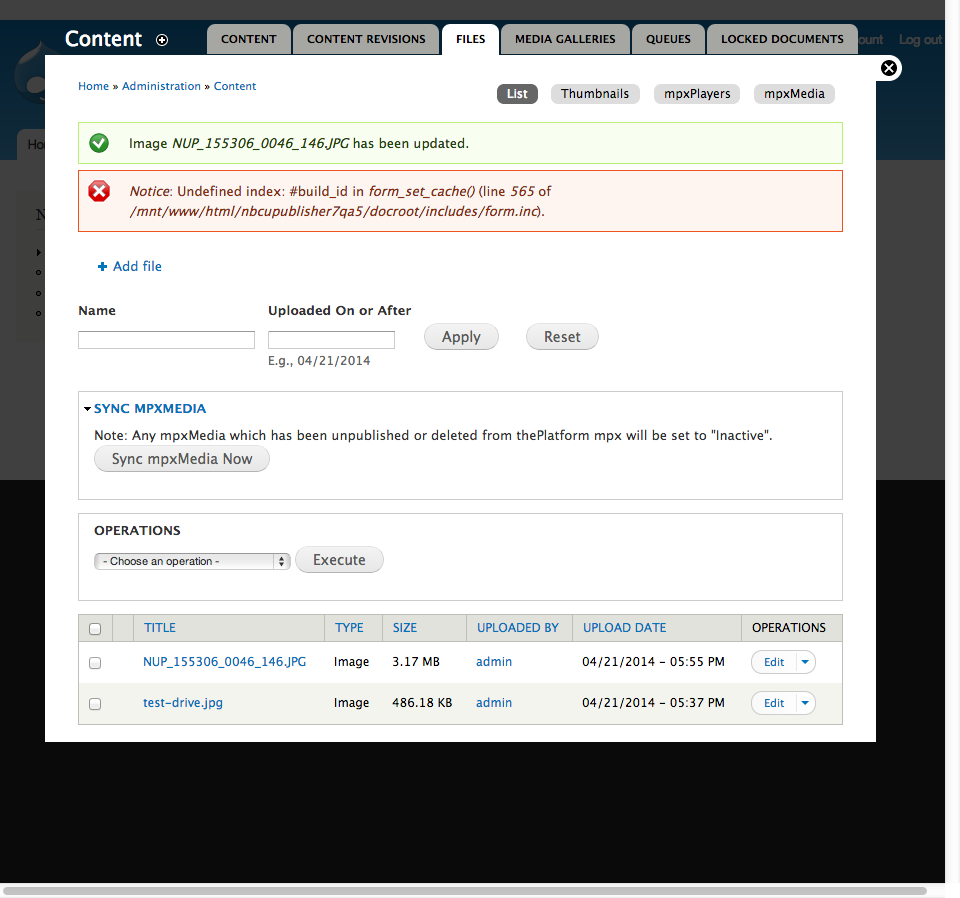 Content
CONTENT
CONTENT REVISIONS
FILES
MEDIA GALLERIES
QUEUES
LOCKED DOCUMENTS
ount
Log out
Ho
N
Home » Administration » Content
List
Thumbnails
mpxPlayers
mpxMedia
Image NUP_155306_0046_146.JPG has been updated.
Notice: Undefined index: #build_id in form_set_cache() (line 565 of
/mnt/www/html/nbcupublisher7qa5/docroot/includes/form.inc).
Add file
Name
Uploaded On or After
Apply
Reset
E.g., 04/21/2014
SYNC MPXMEDIA
Note: Any mpxMedia which has been unpublished or deleted from thePlatform mpx will be set to "Inactive".
Sync mpxMedia Now
OPERATIONS
- Choose an operation -
Execute
TITLE TYPE SIZE UPLOADED BY UPLOAD DATE OPERATIONS
NUP_155306_0046_146.JPG Image 3.17 MB admin 04/21/2014 - 05:55 PM Edit
test-drive.jpg Image 486.18 KB admin 04/21/2014 - 05:37 PM Edit